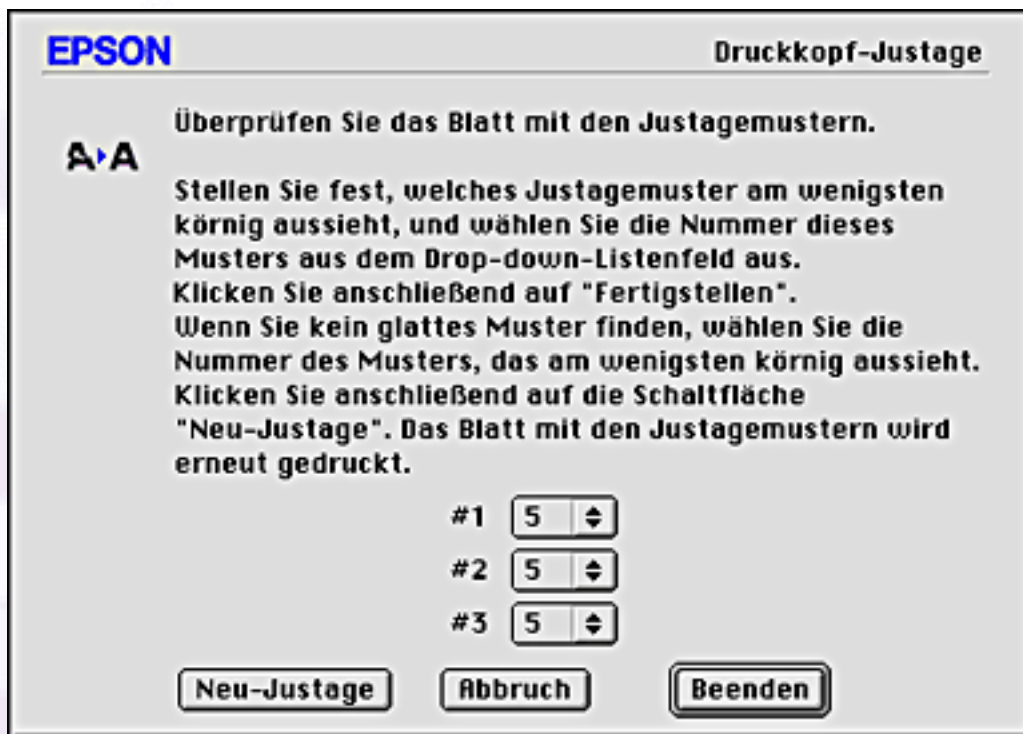 EPSON Druckkopf-Justage
Überprüfen Sie das Blatt mit den Justagemustern.
A▸A
Stellen Sie fest, welches Justagemuster am wenigsten
körnig aussieht, und wählen Sie die Nummer dieses
Musters aus dem Drop-down-Listenfeld aus.
Klicken Sie anschließend auf "Fertigstellen".
Wenn Sie kein glattes Muster finden, wählen Sie die
Nummer des Musters, das am wenigsten körnig aussieht.
Klicken Sie anschließend auf die Schaltfläche
"Neu-Justage". Das Blatt mit den Justagemustern wird
erneut gedruckt.
#1 5
#2 5
#3 5
Neu-Justage Abbruch Beenden